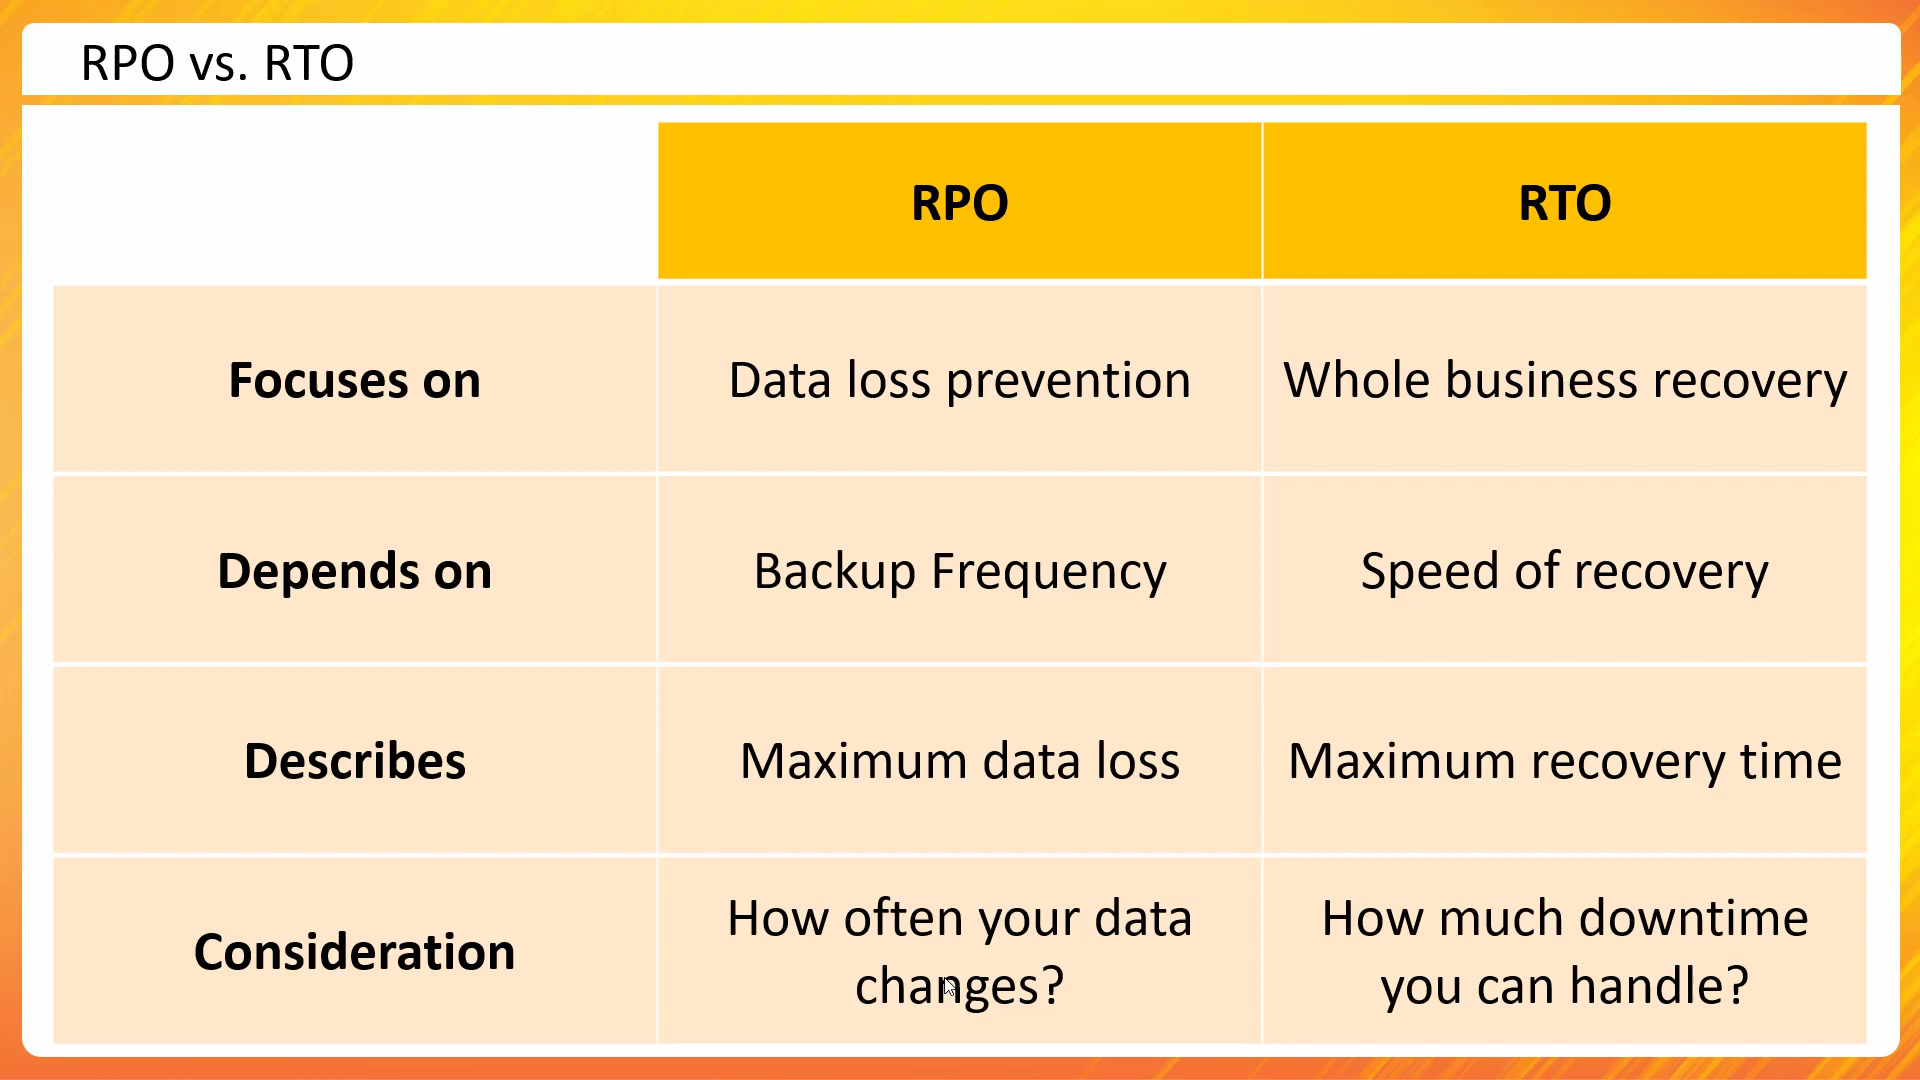 RPO vs. RTO
RPO
RTO
Focuses on
Data loss prevention
Whole business recovery
Depends on
Backup Frequency
Speed of recovery
Describes
Maximum data loss
Maximum recovery time
Consideration
How often your data
changes?
How much downtime
you can handle?